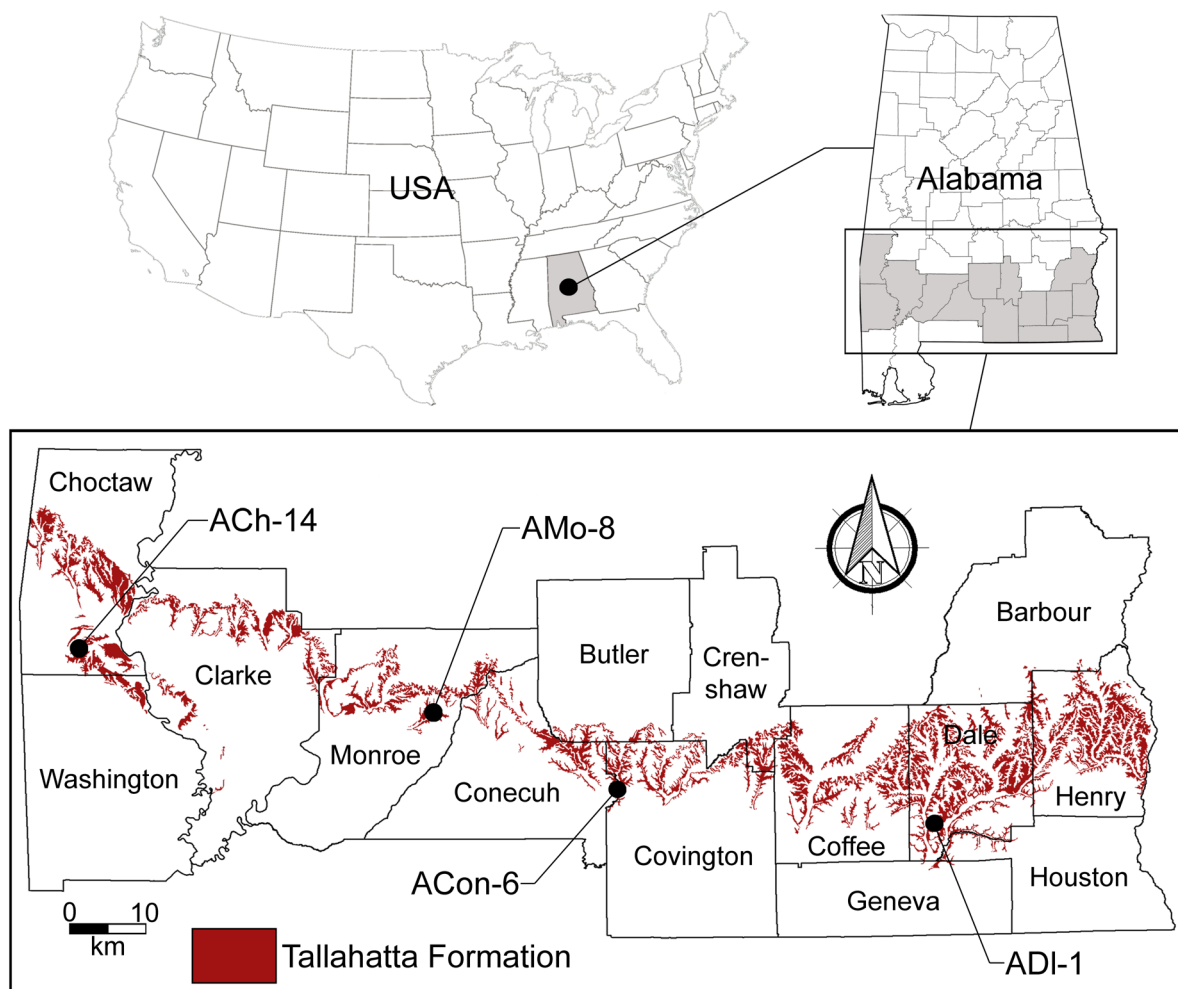 USA
Alabama
Choctaw
ACh-14
AMo-8
N
Barbour
Butler
Cren-
shaw
Clarke
Dale
Monroe
Washington
Conecuh
Henry
Coffee
Covington
ACon-6
Houston
Geneva
0 10
km
Tallahatta Formation
ADl-1